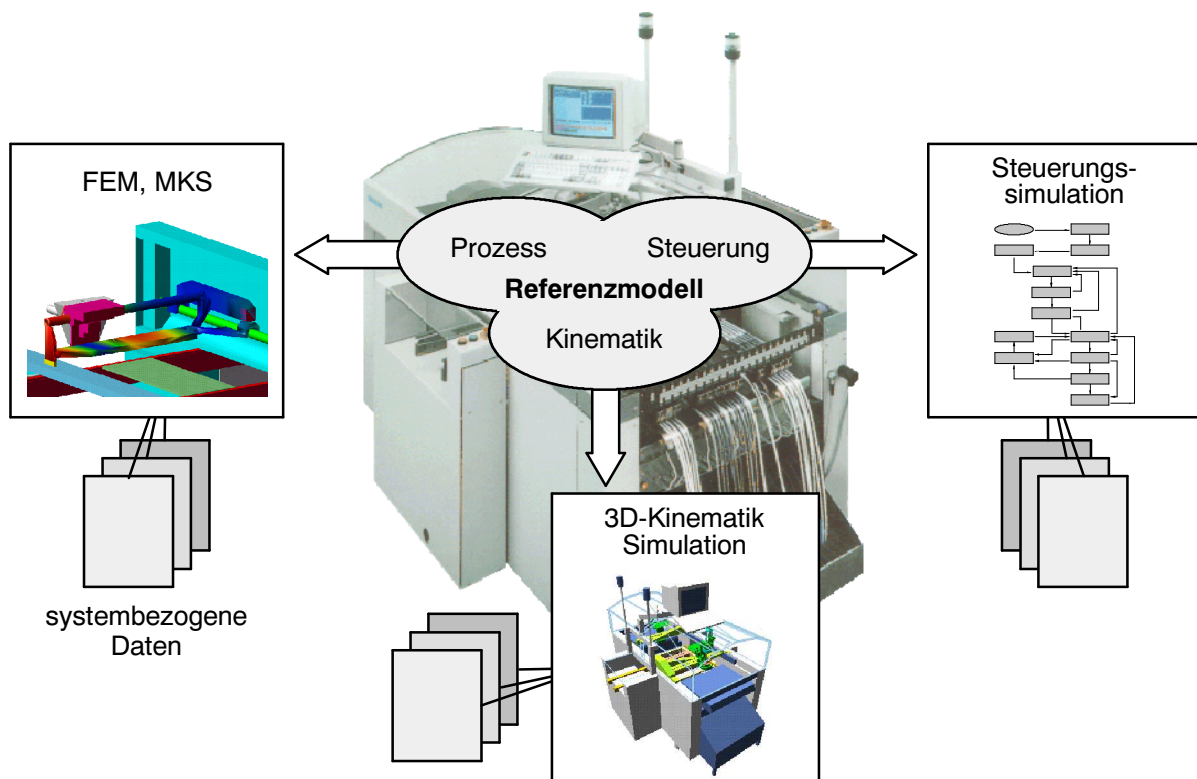 FEM, MKS
Steuerungs-
simulation
Prozess
Steuerung
Referenzmodell
Kinematik
3D-Kinematik
Simulation
systembezogene
Daten